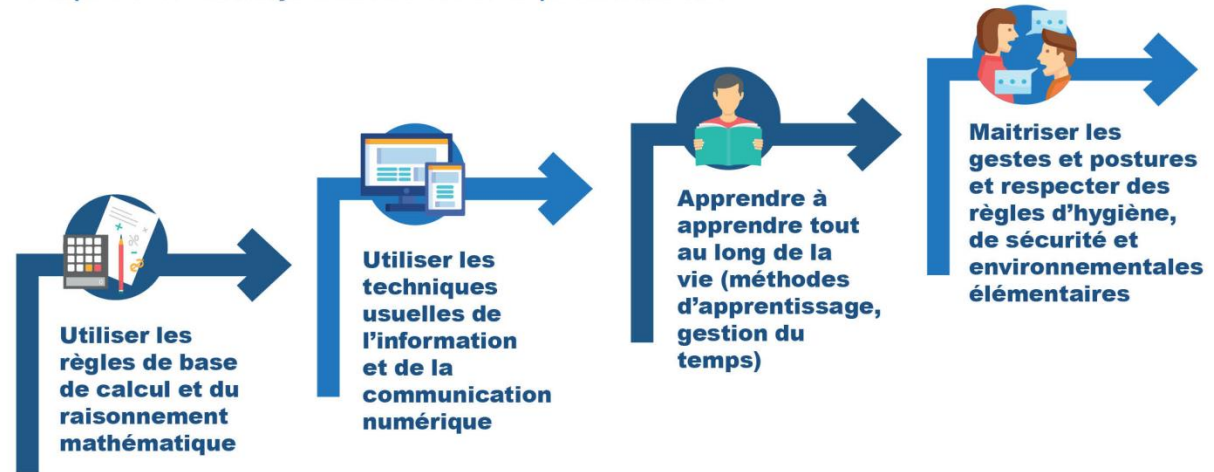 Utiliser les
règles de base
de calcul et du
raisonnement
mathématique
Utiliser les
techniques
usuelles de
l’information
et de la
communication
numérique
Apprendre à
apprendre tout
au long de la
vie (méthodes
d’apprentissage,
gestion du
temps)
Maitriser les
gestes et postures
et respecter des
règles d’hygiène,
de sécurité et
environnementales
élémentaires